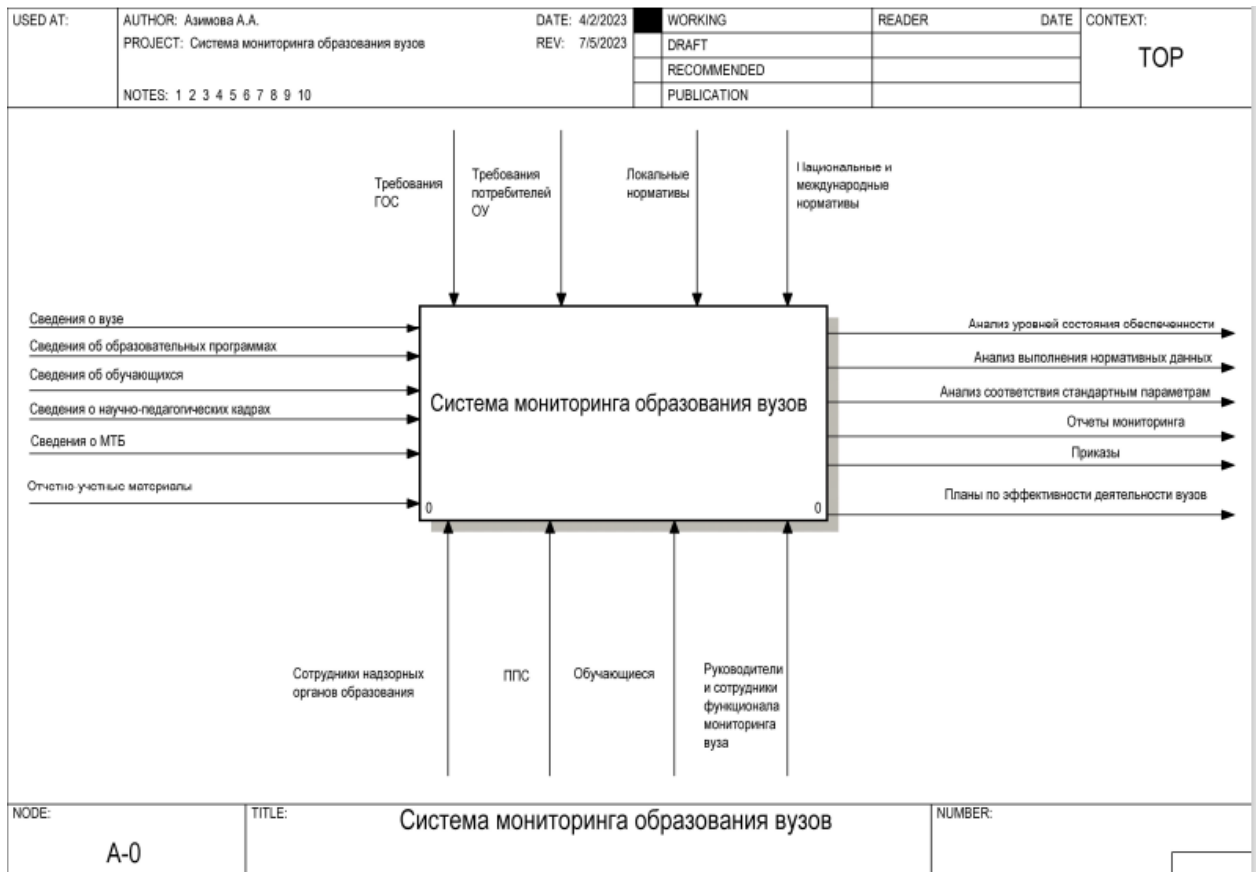 USED AT:
AUTHOR: Азимова А.А.
DATE: 4/2/2023
WORKING
READER
DATE
CONTEXT:
PROJECT: Система мониторинга образования вузов
REV: 7/5/2023
DRAFT
TOP
RECOMMENDED
NOTES: 1 2 3 4 5 6 7 8 9 10
PUBLICATION
Требования
ГОС
Требования
потребителей
ОУ
Локальные
нормативы
Национальные и
международные
нормативы
Сведения о вузе
Сведения об образовательных программах
Сведения об обучающихся
Сведения о научно-педагогических кадрах
Сведения о МТБ
Отчетно-учетные материалы
Система мониторинга образования вузов
0
0
Анализ уровней состояния обеспеченности
Анализ выполнения нормативных данных
Анализ соответствия стандартным параметрам
Отчеты мониторинга
Приказы
Планы по эффективности деятельности вузов
Сотрудники надзорных
органов образования
ППС
Обучающиеся
Руководители
и сотрудники
функционала
мониторинга
вуза
NODE:
A-0
TITLE:
Система мониторинга образования вузов
NUMBER: